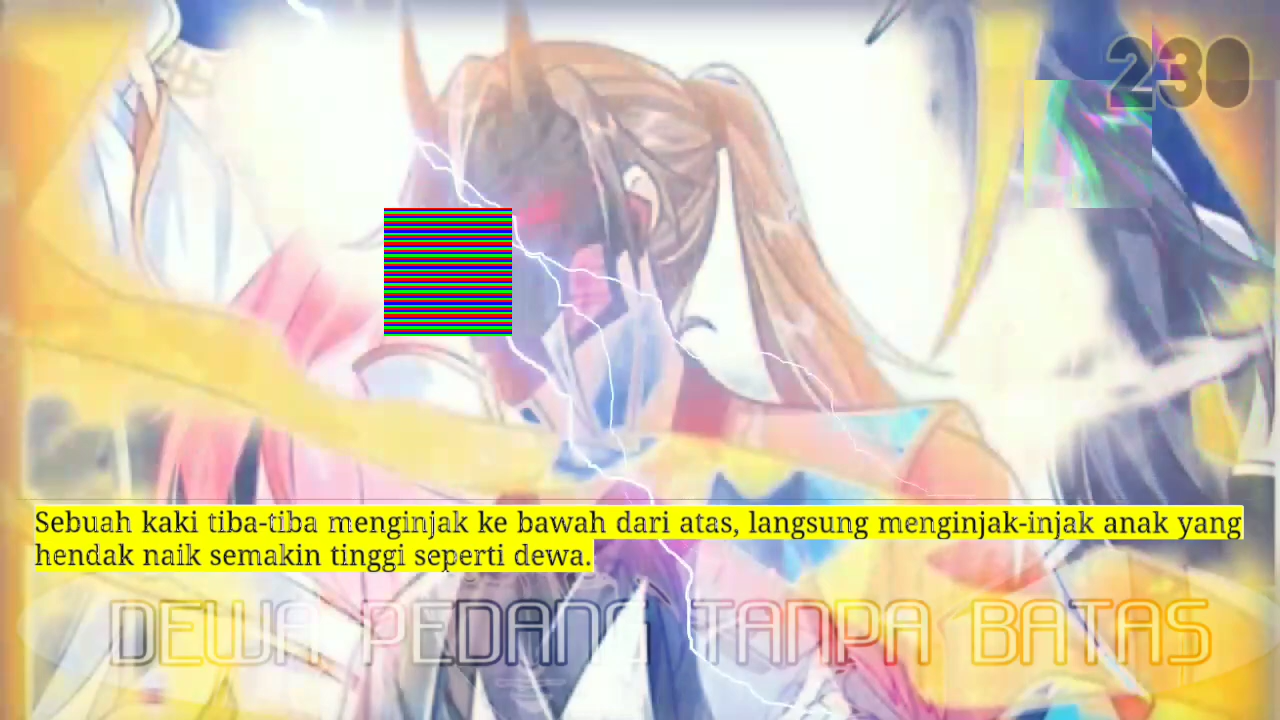 230
Sebuah kaki tiba-tiba menginjak ke bawah dari atas, langsung menginjak-injak anak yang
hendak naik semakin tinggi seperti dewa.
DEWA PEDANG TANPA BATAS